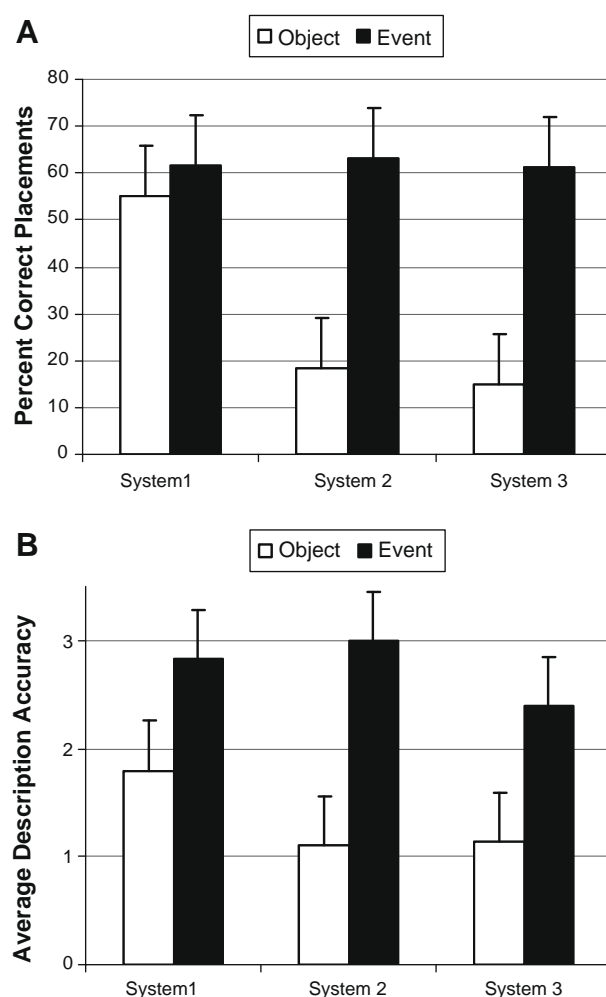 A
Object Event
Percent Correct Placements
80
70
60
50
40
30
20
10
0
System1 System 2 System 3
B
Object Event
Average Description Accuracy
3
2
1
0
System1 System 2 System 3